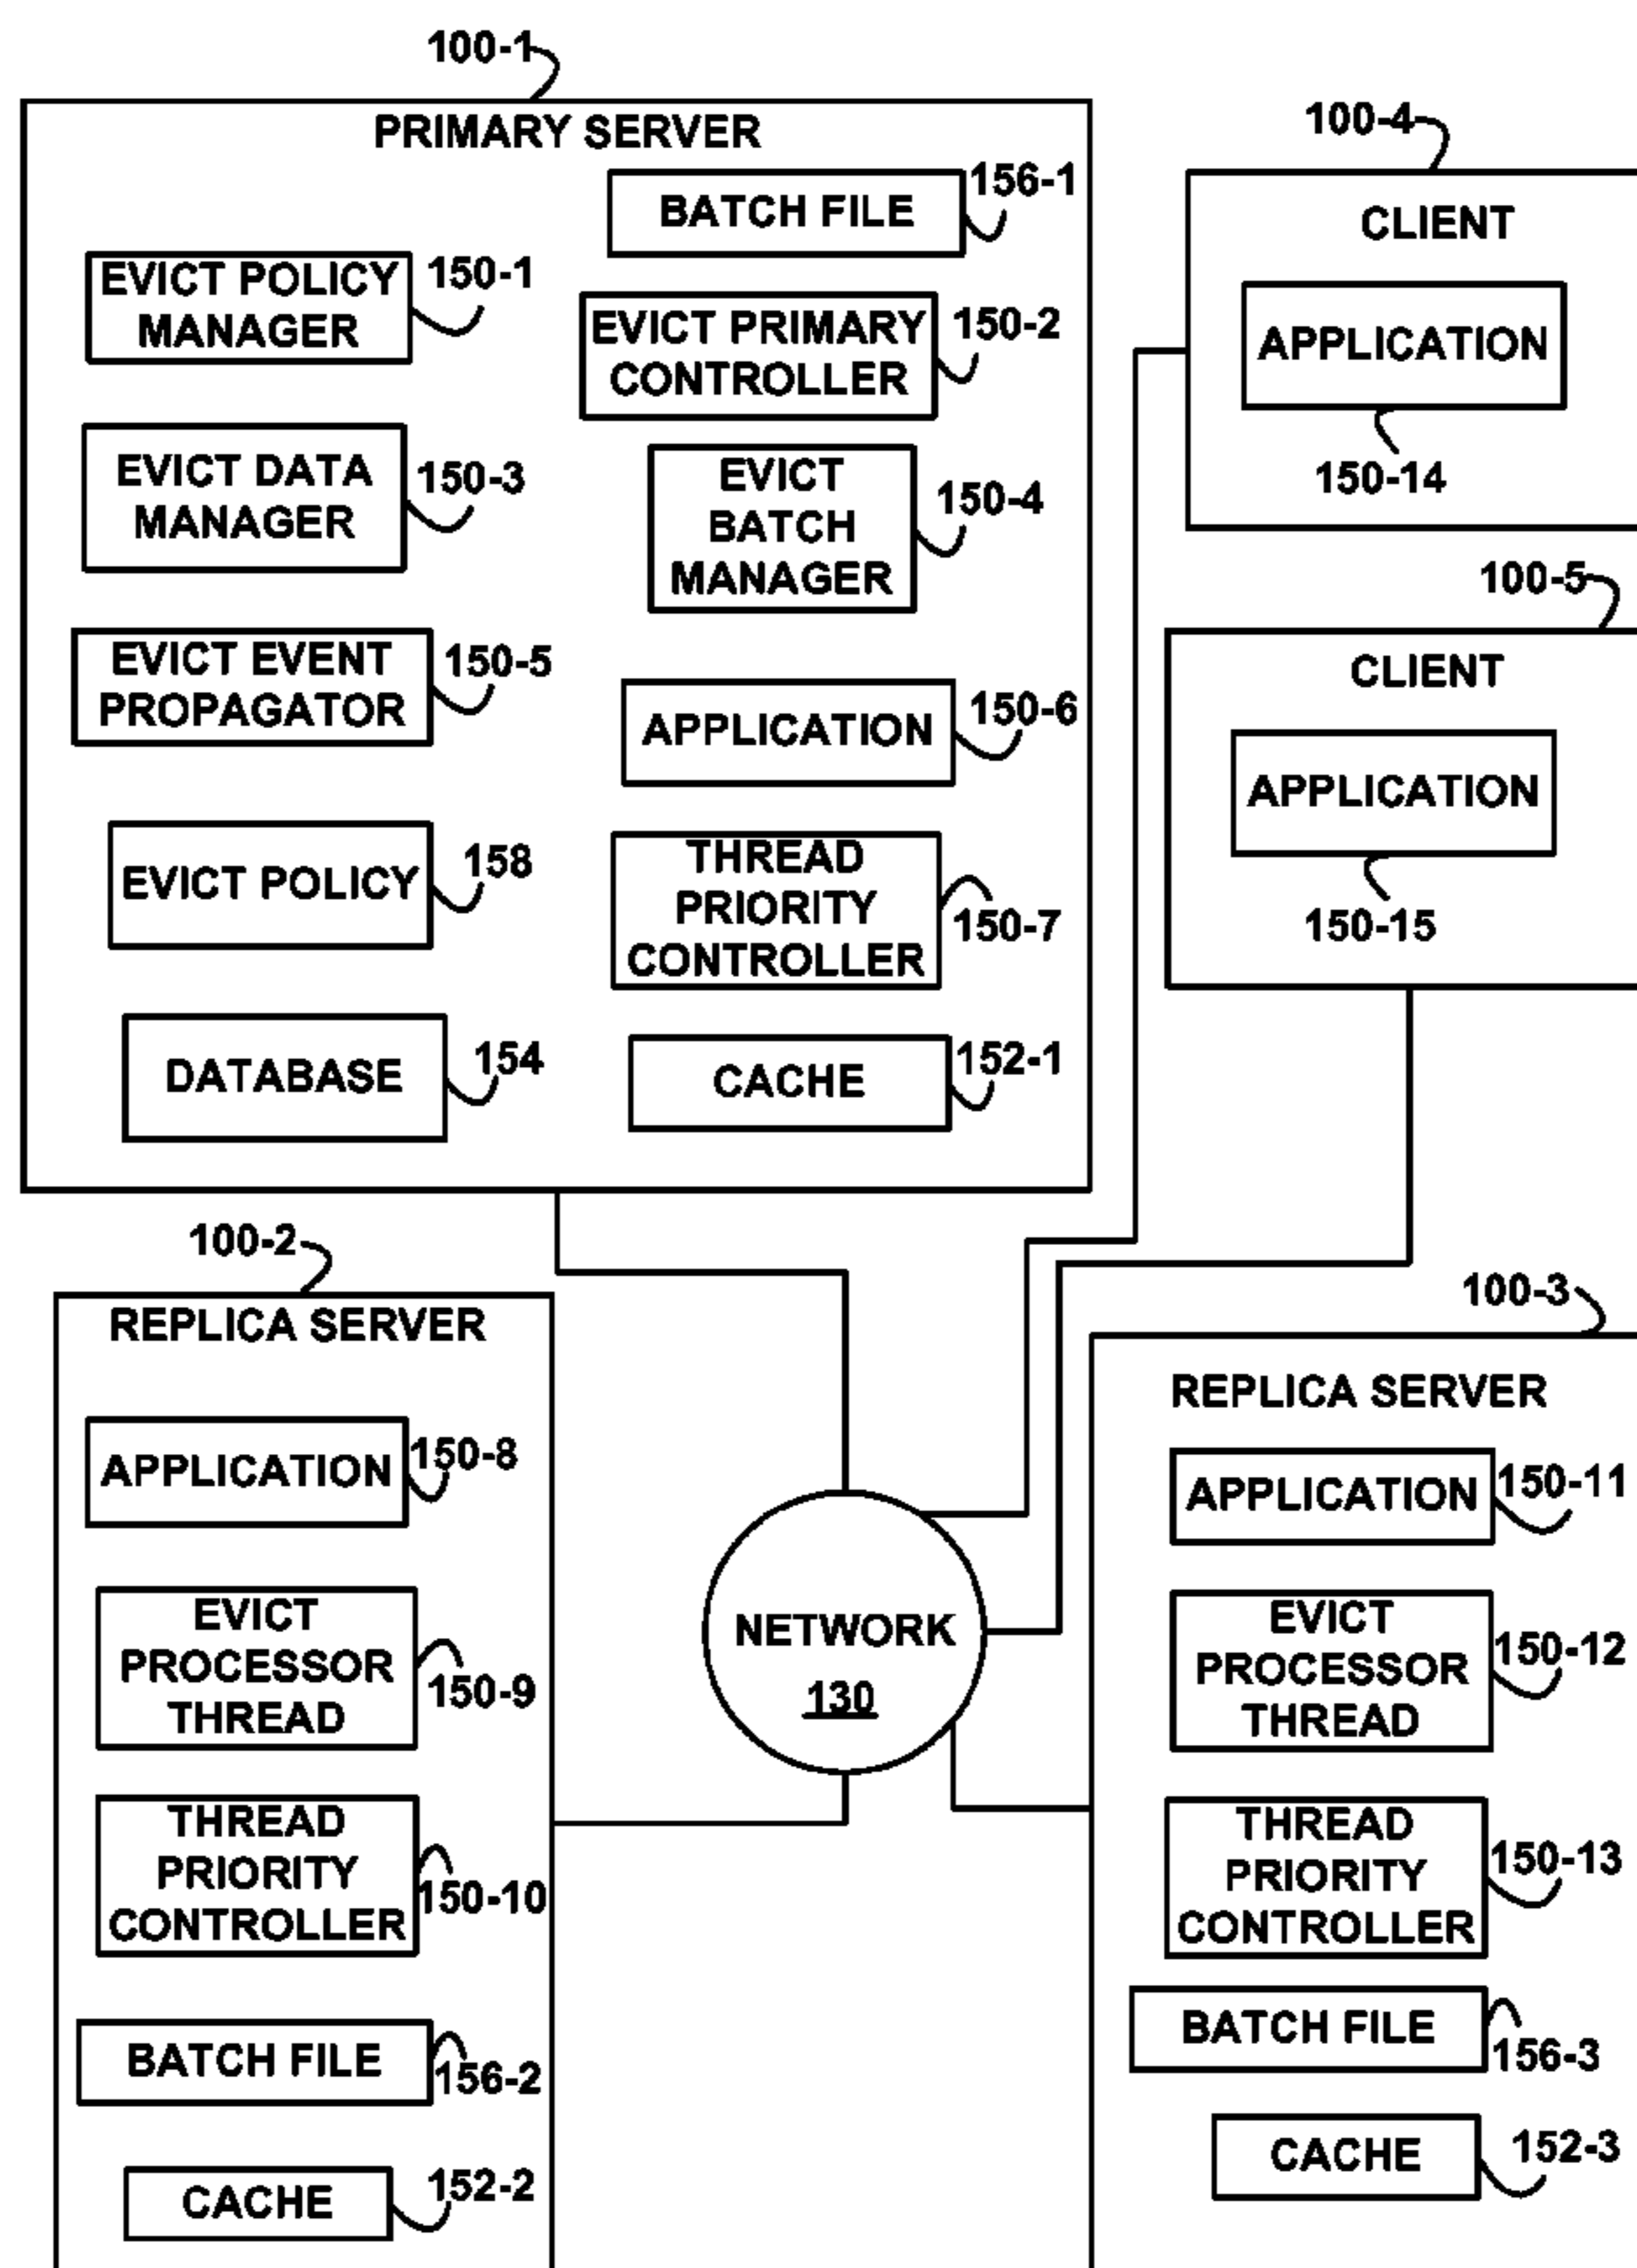 100-1
PRIMARY SERVER
BATCH FILE
156-1
EVICT POLICY
MANAGER
150-1
EVICT PRIMARY
CONTROLLER
150-2
EVICT DATA
MANAGER
150-3
EVICT
BATCH
MANAGER
150-4
EVICT EVENT
PROPAGATOR
150-5
APPLICATION
150-6
EVICT POLICY
158
THREAD
PRIORITY
CONTROLLER
150-7
DATABASE
154
CACHE
152-1
100-4
CLIENT
APPLICATION
150-14
100-5
CLIENT
APPLICATION
150-15
100-2
REPLICA SERVER
APPLICATION
150-8
EVICT
PROCESSOR
THREAD
150-9
THREAD
PRIORITY
CONTROLLER
150-10
BATCH FILE
156-2
CACHE
152-2
NETWORK
130
100-3
REPLICA SERVER
APPLICATION
150-11
EVICT
PROCESSOR
THREAD
150-12
THREAD
PRIORITY
CONTROLLER
150-13
BATCH FILE
156-3
CACHE
152-3